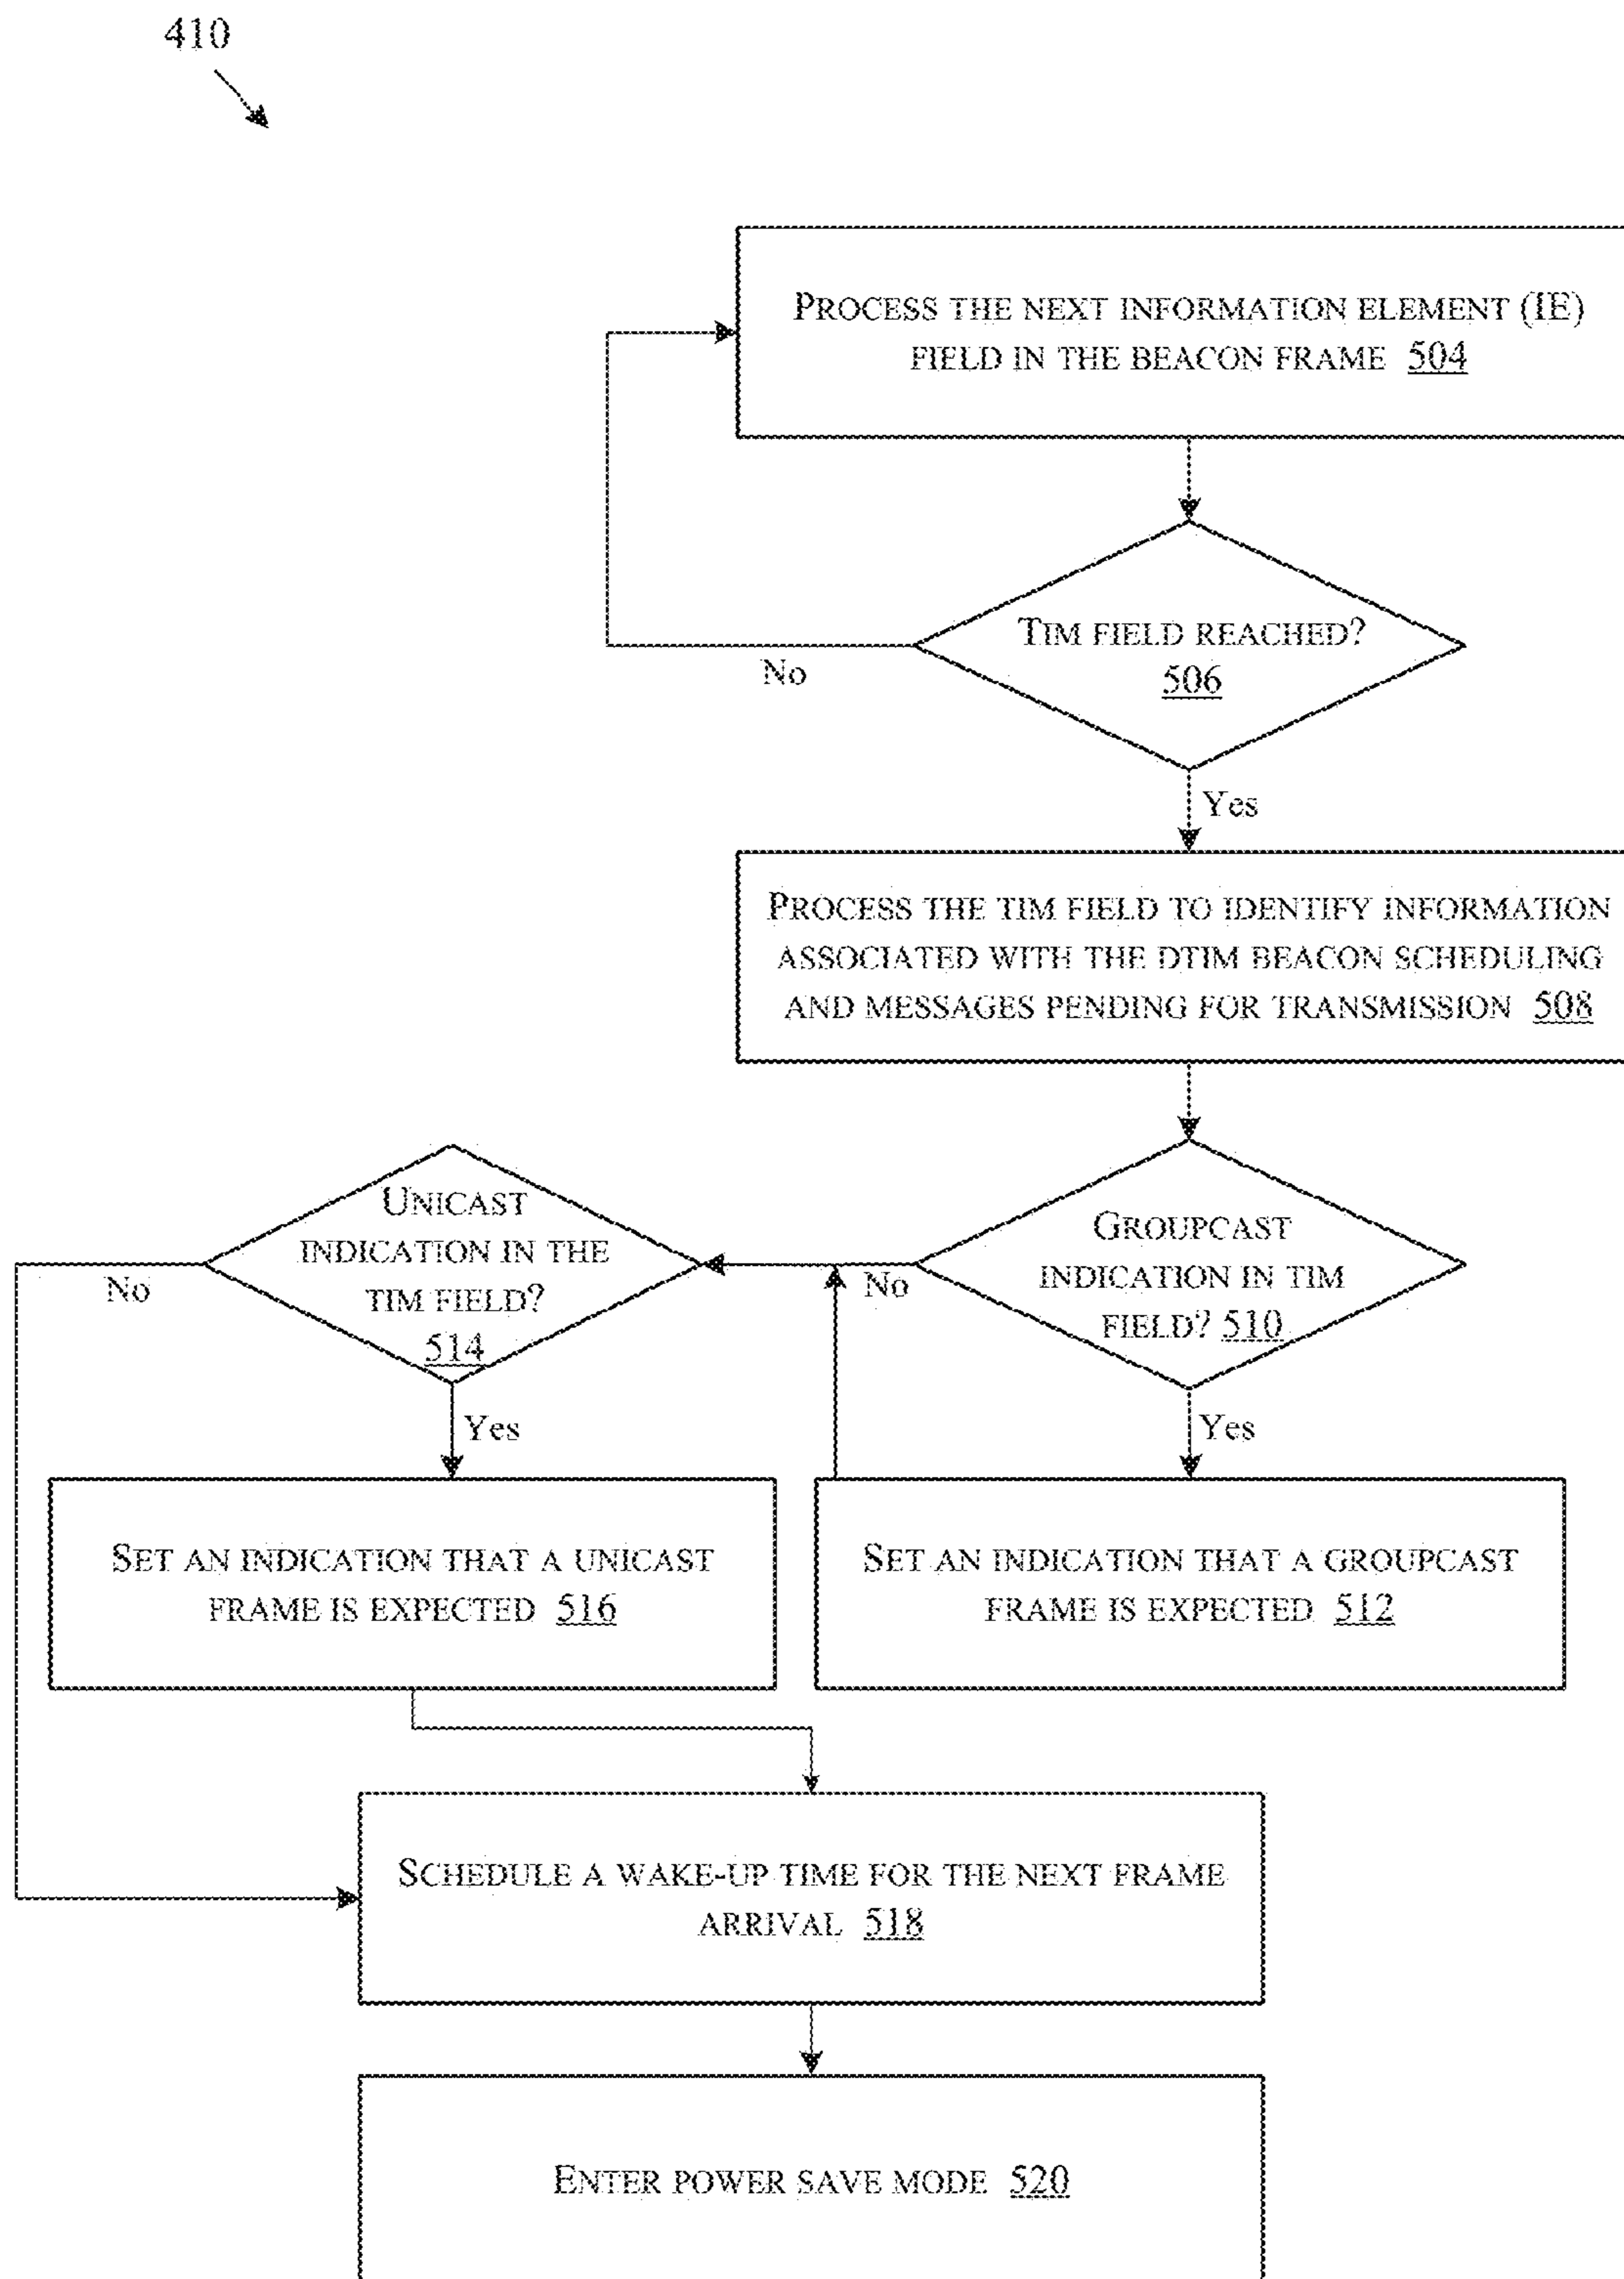 410
PROCESS THE NEXT INFORMATION ELEMENT (IE)
FIELD IN THE BEACON FRAME 504
TIM FIELD REACHED?
506
No
Yes
PROCESS THE TIM FIELD TO IDENTIFY INFORMATION
ASSOCIATED WITH THE DTIM BEACON SCHEDULING
AND MESSAGES PENDING FOR TRANSMISSION 508
UNICAST
INDICATION IN THE
TIM FIELD?
514
No
Yes
GROUPCAST
INDICATION IN TIM
FIELD? 510
No
Yes
SET AN INDICATION THAT A UNICAST
FRAME IS EXPECTED 516
SET AN INDICATION THAT A GROUPCAST
FRAME IS EXPECTED 512
SCHEDULE A WAKE-UP TIME FOR THE NEXT FRAME
ARRIVAL 518
ENTER POWER SAVE MODE 520